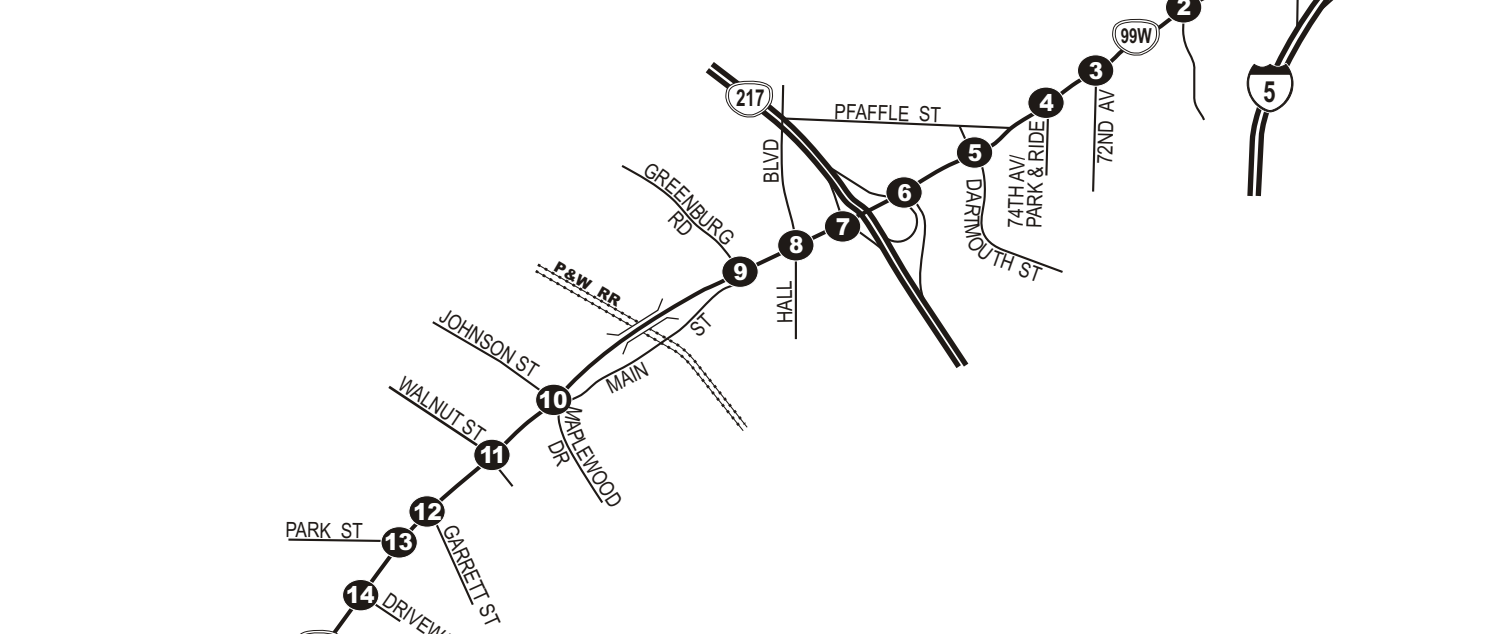 2
99W
3
5
217
4
PFAFFLE ST
72ND AV
74TH AV/
PARK & RIDE
BLVD
5
GREENBURG
RD
6
DARTMOUTH ST
7
8
9
P&W RR
HALL
ST
JOHNSON ST
MAIN
WALNUT ST
10
MAPLEWOOD
DR
11
12
PARK ST
13
GARRETT ST
14